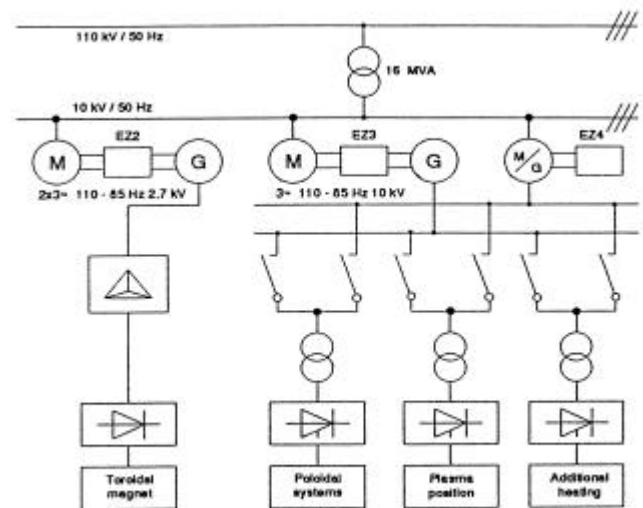 110 kV / 50 Hz
16 MVA
10 kV / 50 Hz
EZ2
EZ3
EZ4
M
G
M
G
M/G
2x3~ 110 - 85 Hz 2.7 kV
3~ 110 - 85 Hz 10 kV
Toroidal
magnet
Poloidal
systems
Plasma
position
Additional
heating